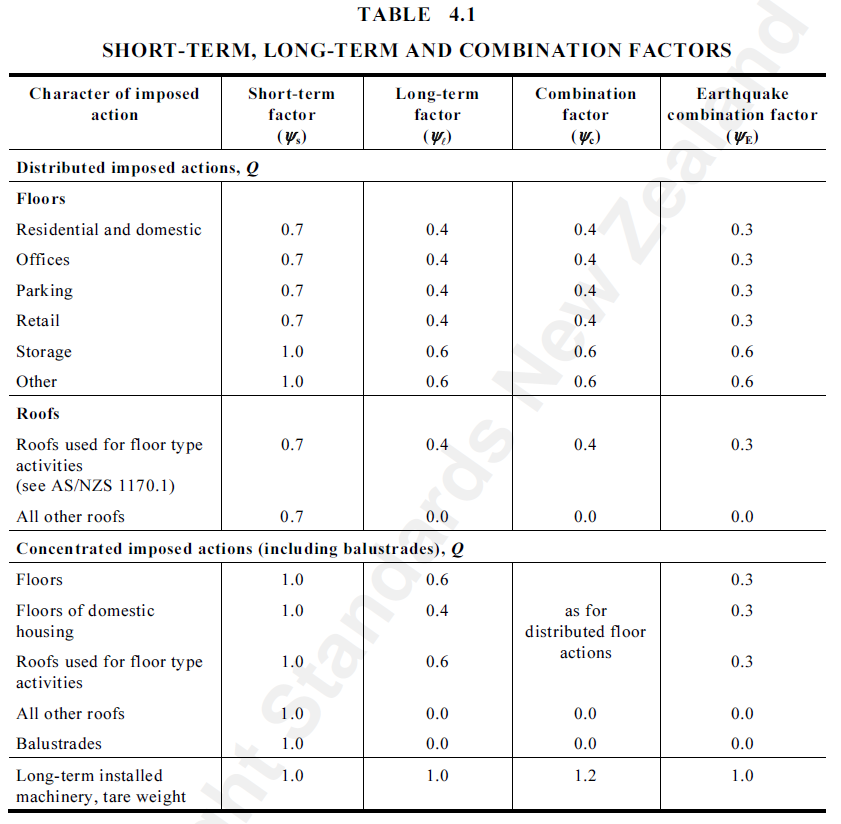 TABLE 4.1
SHORT-TERM, LONG-TERM AND COMBINATION FACTORS
Character of imposed action Short-term factor (ψs) Long-term factor (ψℓ) Combination factor (ψc) Earthquake combination factor (ψE)
Distributed imposed actions, Q
Floors
Residential and domestic 0.7 0.4 0.4 0.3
Offices 0.7 0.4 0.4 0.3
Parking 0.7 0.4 0.4 0.3
Retail 0.7 0.4 0.4 0.3
Storage 1.0 0.6 0.6 0.6
Other 1.0 0.6 0.6 0.6
Roofs
Roofs used for floor type activities (see AS/NZS 1170.1) 0.7 0.4 0.4 0.3
All other roofs 0.7 0.0 0.0 0.0
Concentrated imposed actions (including balustrades), Q
Floors 1.0 0.6 as for distributed floor actions 0.3
Floors of domestic housing 1.0 0.4 0.3
Roofs used for floor type activities 1.0 0.6 0.3
All other roofs 1.0 0.0 0.0 0.0
Balustrades 1.0 0.0 0.0 0.0
Long-term installed machinery, tare weight 1.0 1.0 1.2 1.0
ght Standards New Zealand